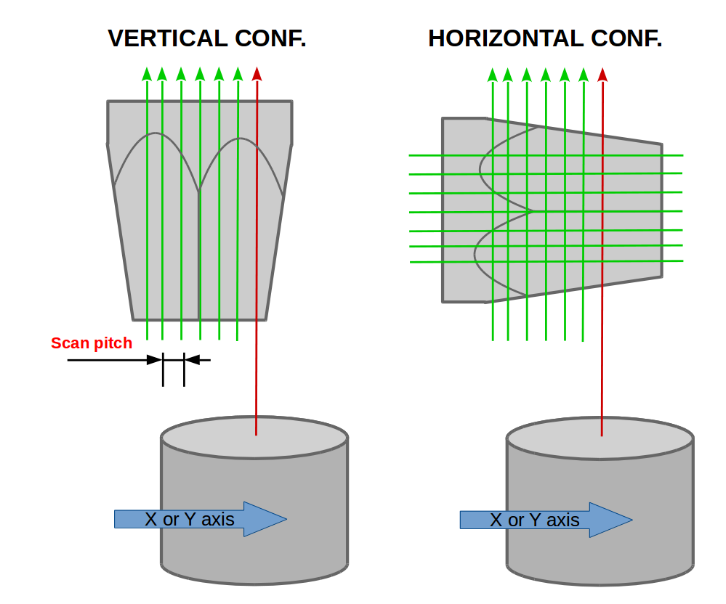 VERTICAL CONF.
HORIZONTAL CONF.
Scan pitch
X or Y axis
X or Y axis